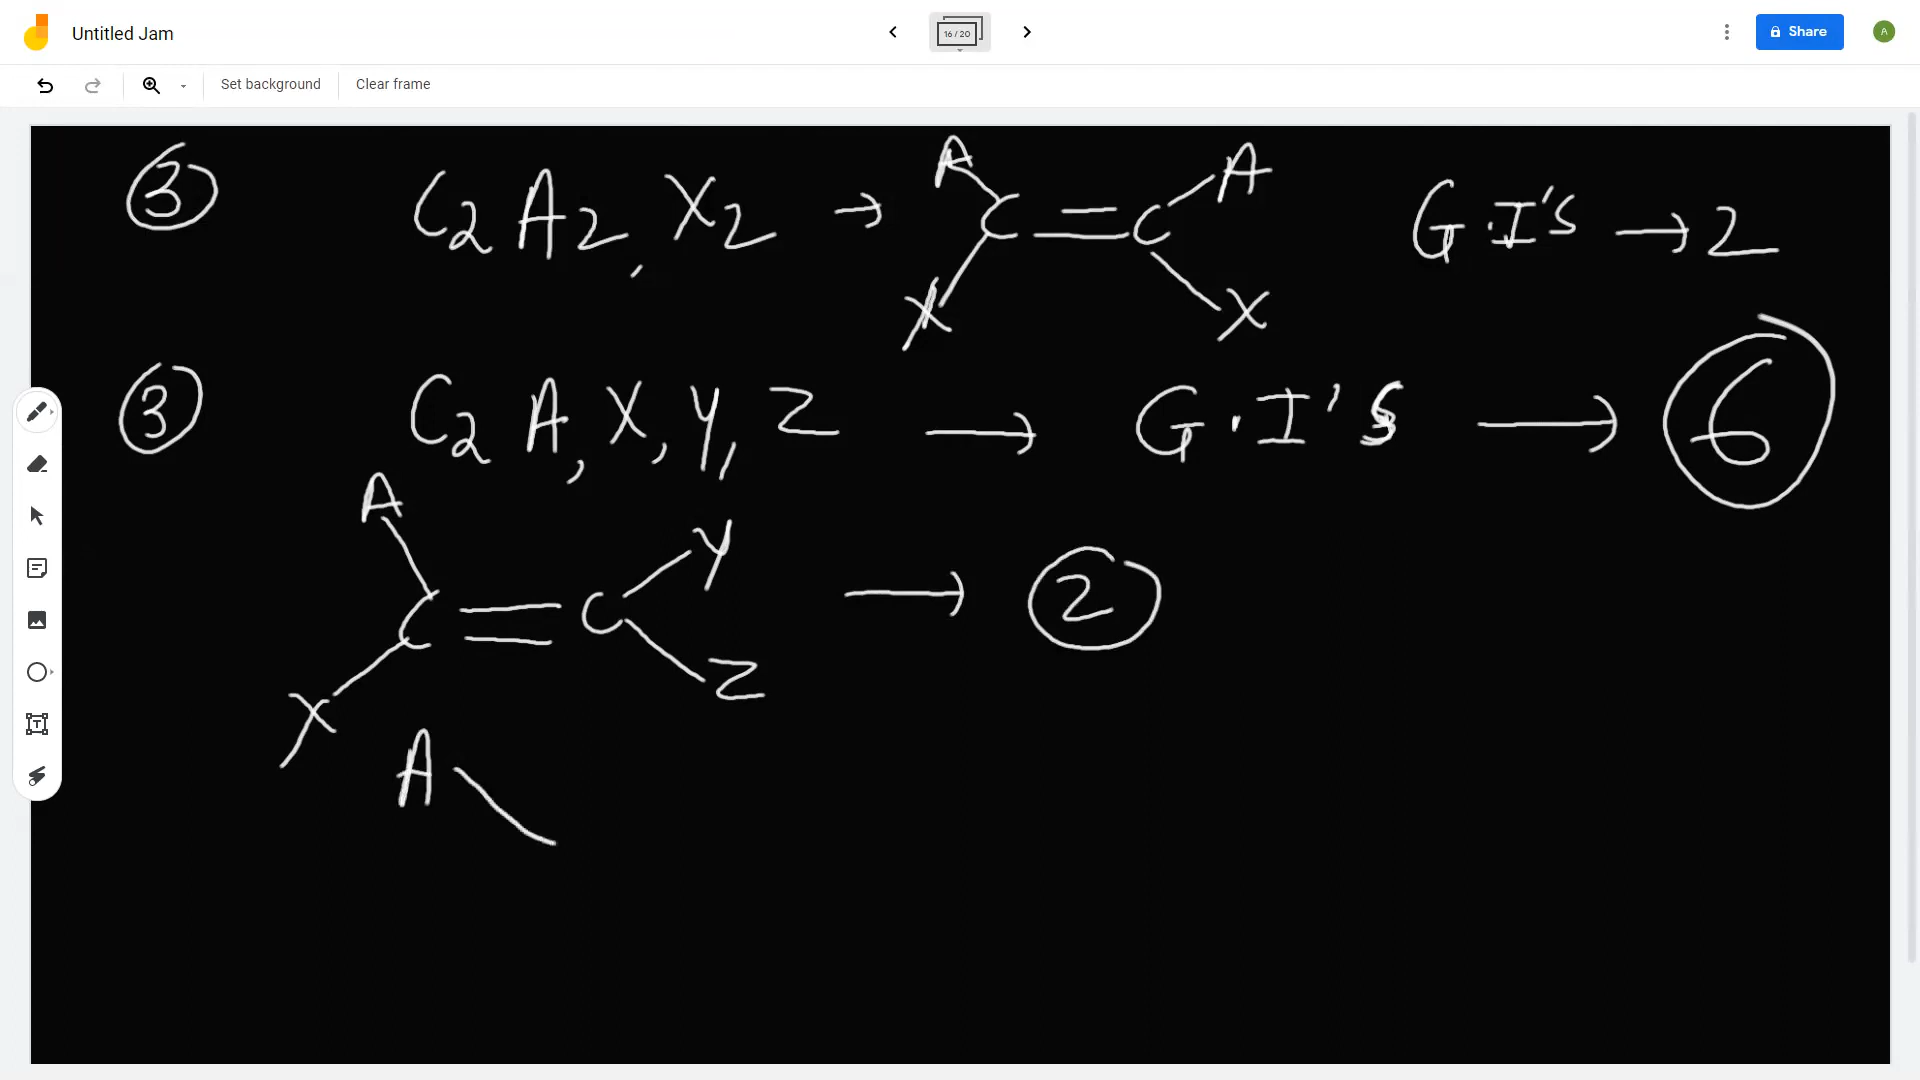 Untitled Jam
16 / 20
Share
A
Set background
Clear frame
③ C₂A₂, X₂ → A X C = C A X G.I's → 2
③ C₂A, X, Y, Z → G.I's → 6
A X C = C Y Z → 2
A